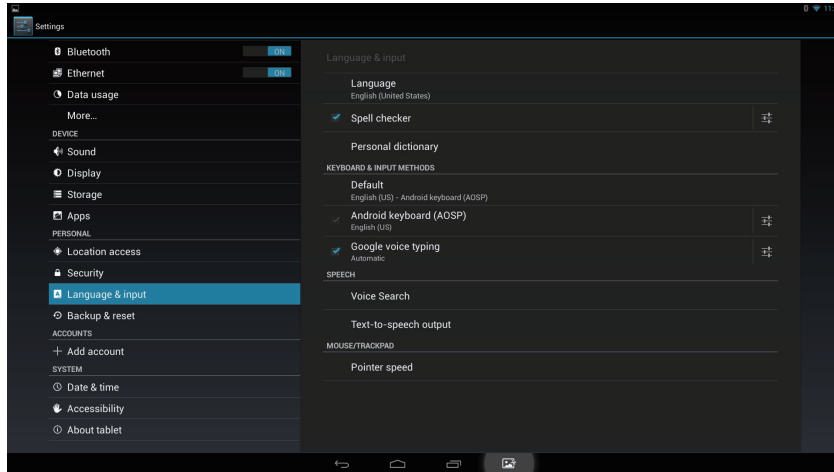 11:
Settings
Bluetooth
ON
Ethernet
ON
Data usage
More...
DEVICE
Sound
Display
Storage
Apps
PERSONAL
Location access
Security
A
Language & input
Backup & reset
ACCOUNTS
Add account
SYSTEM
Date & time
Accessibility
About tablet
Language & input
Language
English (United States)
Spell checker
Personal dictionary
KEYBOARD & INPUT METHODS
Default
English (US) - Android keyboard (AOSP)
Android keyboard (AOSP)
English (US)
Google voice typing
Automatic
SPEECH
Voice Search
Text-to-speech output
MOUSE/TRACKPAD
Pointer speed